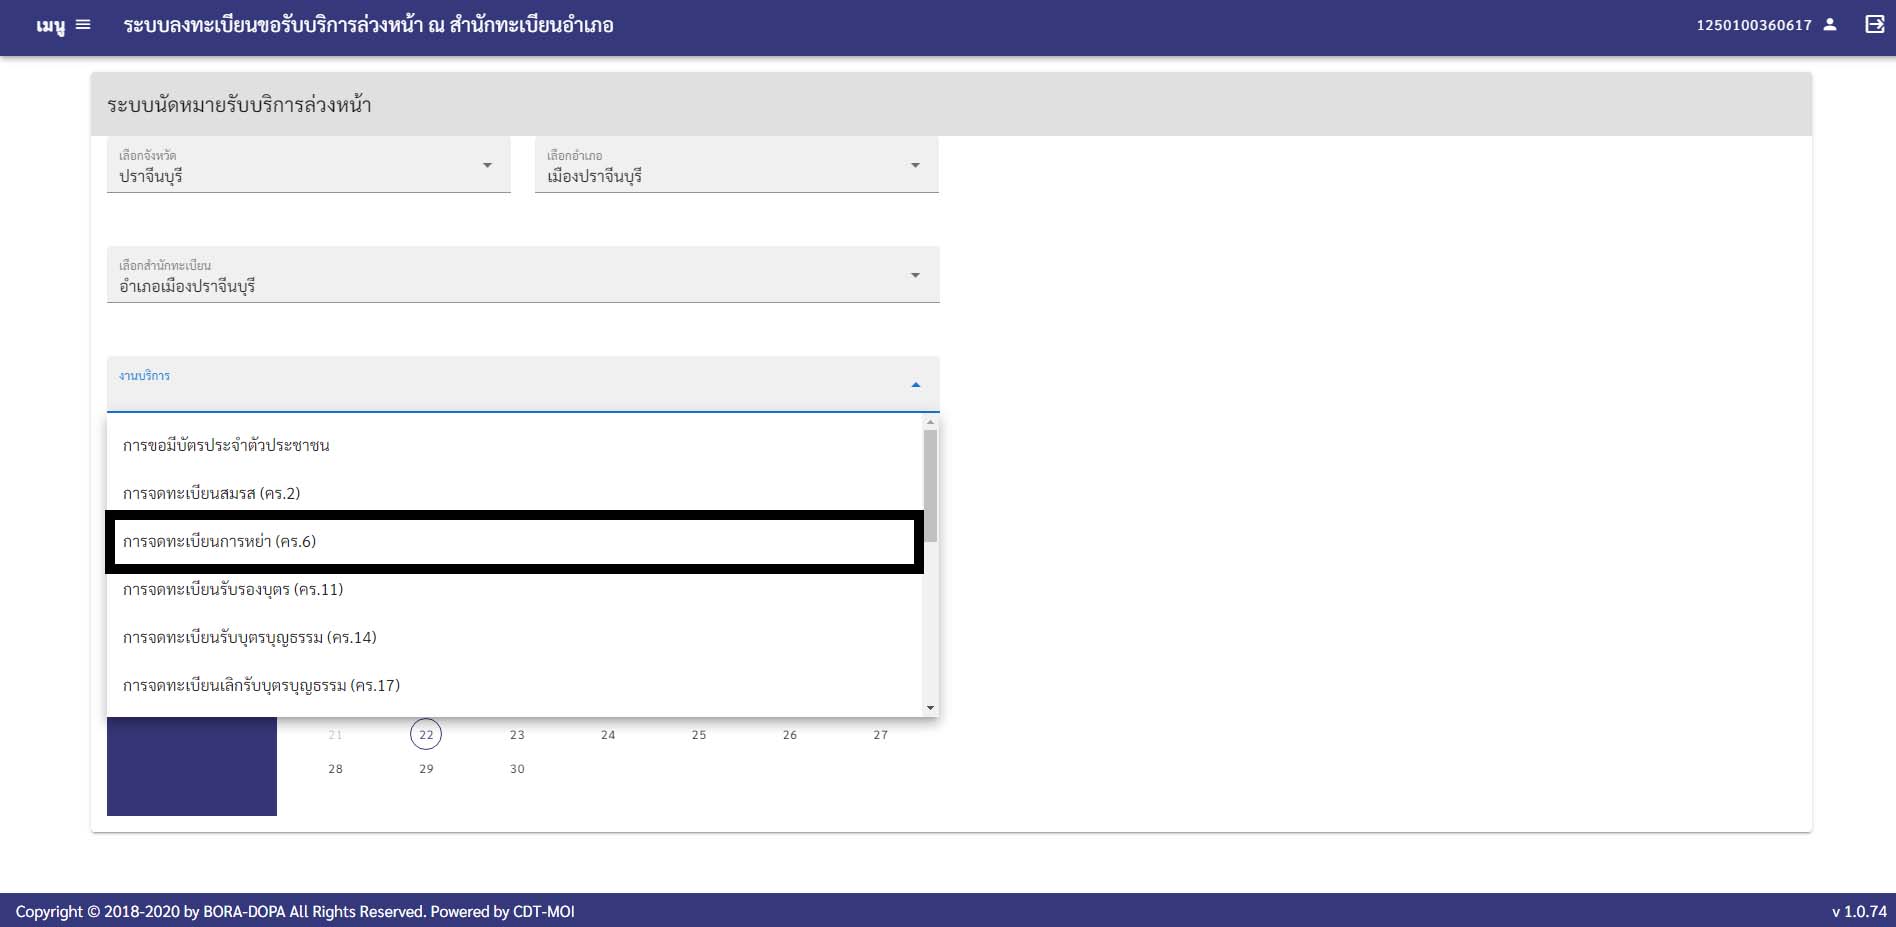 เมนู ระบบลงทะเบียนขอรับบริการล่วงหน้า ณ สำนักทะเบียนอำเภอ 1250100360617
ระบบนัดหมายรับบริการล่วงหน้า
เลือกจังหวัด เลือกอำเภอ
ปราจีนบุรี เมืองปราจีนบุรี
เลือกสำนักทะเบียน
อำเภอเมืองปราจีนบุรี
งานบริการ
การขอมีบัตรประจำตัวประชาชน
การจดทะเบียนสมรส (คร.2)
การจดทะเบียนการหย่า (คร.6)
การจดทะเบียนรับรองบุตร (คร.11)
การจดทะเบียนรับบุตรบุญธรรม (คร.14)
การจดทะเบียนเลิกรับบุตรบุญธรรม (คร.17)
21 22 23 24 25 26 27
28 29 30
Copyright © 2018-2020 by BORA-DOPA All Rights Reserved. Powered by CDT-MOI v 1.0.74